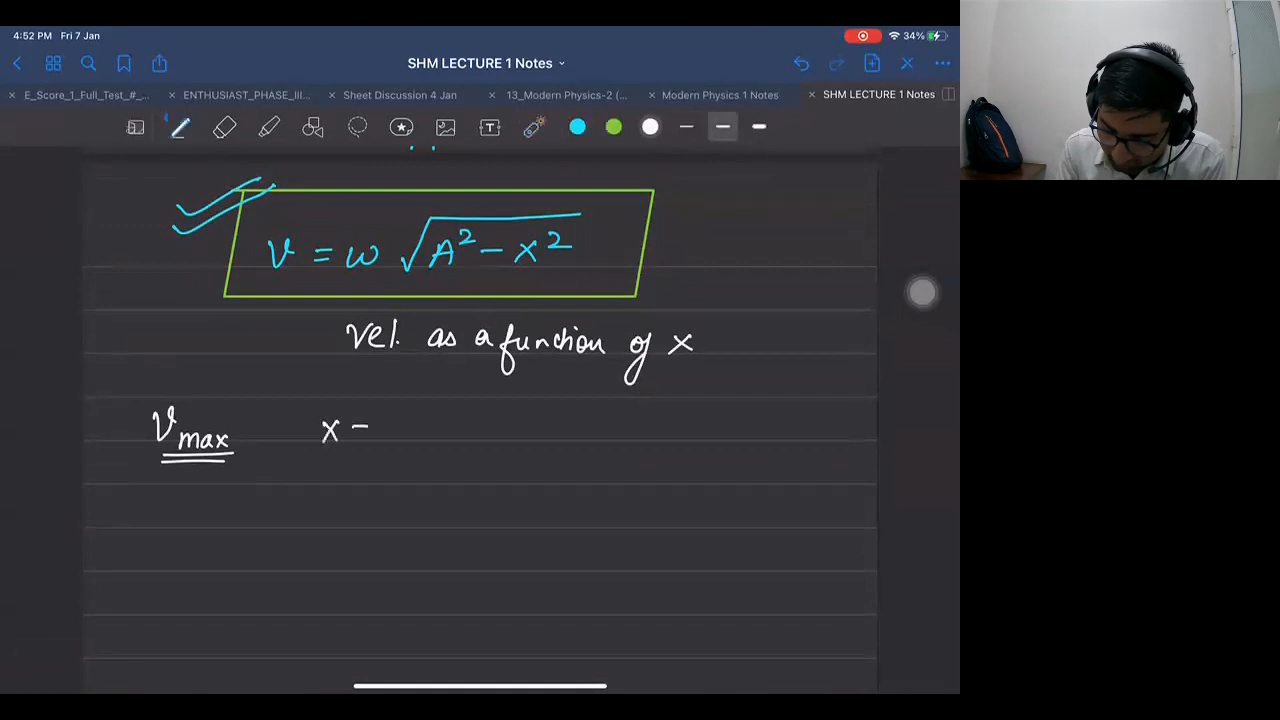 4:52 PM Fri 7 Jan
34%
SHM LECTURE 1 Notes
E_Score_1_Full_Test_#_...
ENTHUSIAST_PHASE_III...
Sheet Discussion 4 Jan
13_Modern Physics-2 (...
Modern Physics 1 Notes
SHM LECTURE 1 Notes
v = ω √A² - x²
vel. as a function of x
v max x -